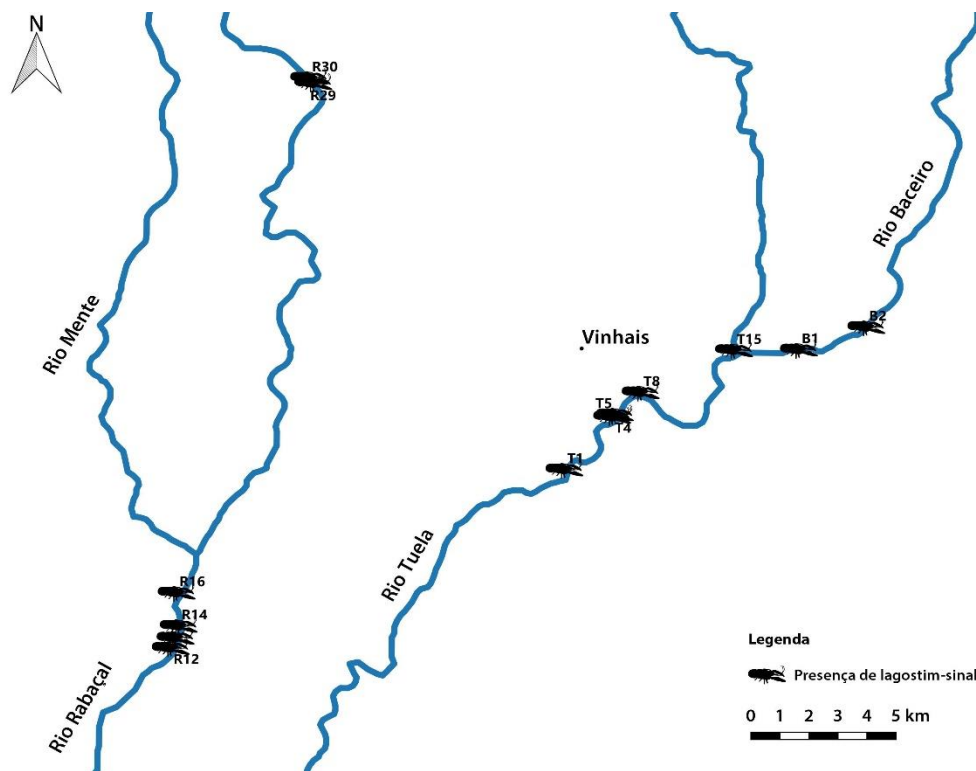 N
R30
R29
Rio Baceiro
Rio Mente
B2
Vinhais
T15
B1
T8
T5
T4
T1
Rio Tuela
R16
R14
R12
Rio Rabaçal
Legenda
Presença de lagostim-sinal
0 1 2 3 4 5 km